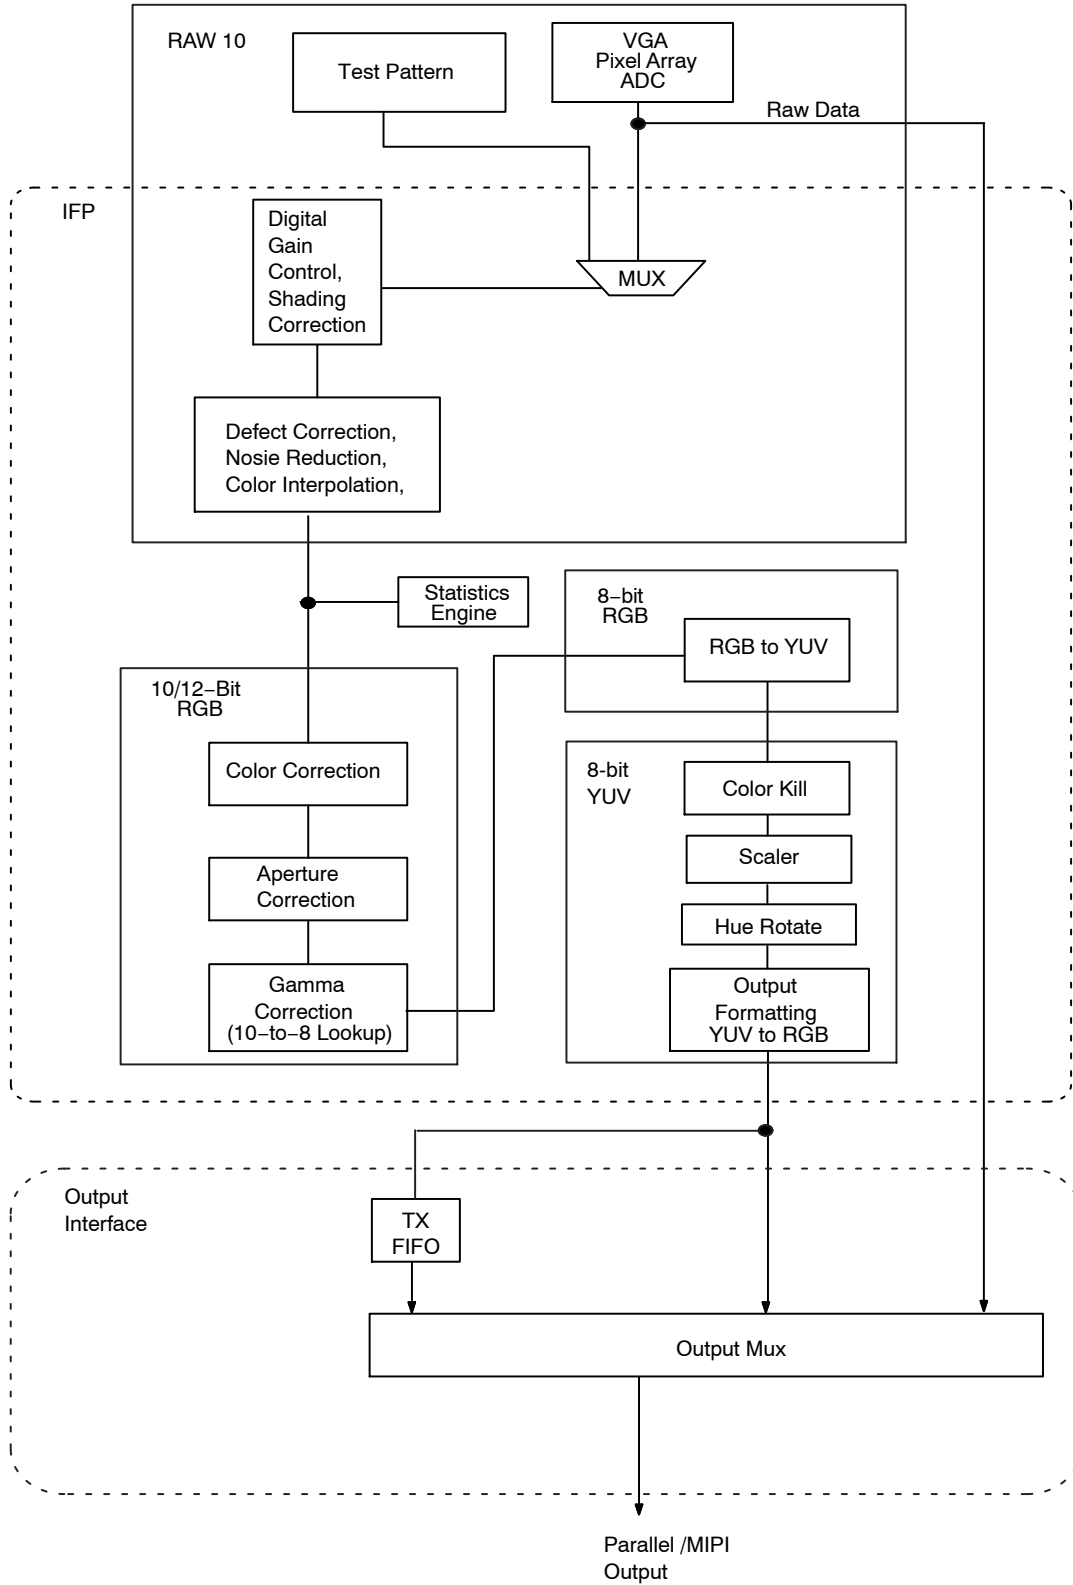 RAW 10
Test Pattern
VGA
Pixel Array
ADC
Raw Data
IFP
Digital
Gain
Control,
Shading
Correction
MUX
Defect Correction,
Nosie Reduction,
Color Interpolation,
Statistics
Engine
8−bit
RGB
RGB to YUV
10/12−Bit
RGB
Color Correction
Aperture
Correction
Gamma
Correction
(10−to−8 Lookup)
8-bit
YUV
Color Kill
Scaler
Hue Rotate
Output
Formatting
YUV to RGB
Output
Interface
TX
FIFO
Output Mux
Parallel /MIPI
Output